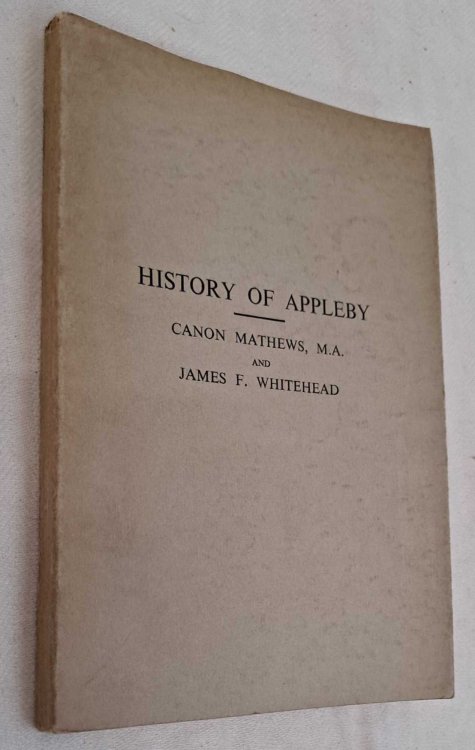 HISTORY OF APPLEBY
CANON MATHEWS, M.A.
AND
JAMES F. WHITEHEAD